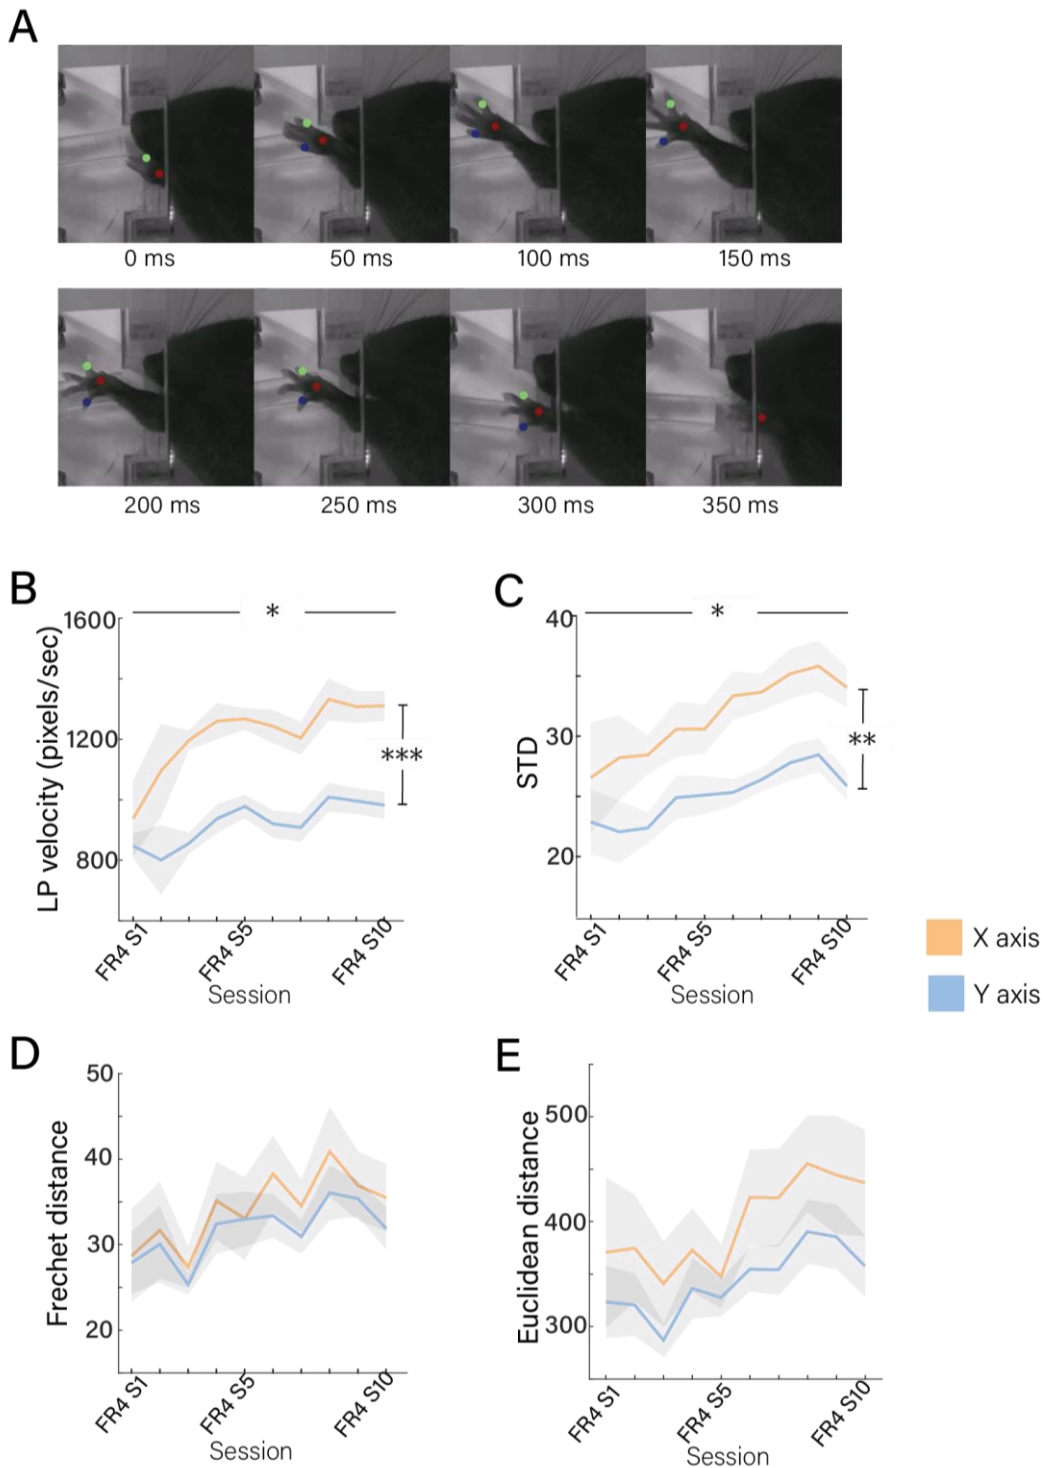 A
0 ms 50 ms 100 ms 150 ms
200 ms 250 ms 300 ms 350 ms
B
LP velocity (pixels/sec)
1600
1200
800
*
***
FR4 S1 FR4 S5 FR4 S10
Session
C
STD
40
30
20
*
**
FR4 S1 FR4 S5 FR4 S10
Session
X axis
Y axis
D
Frechet distance
50
40
30
20
FR4 S1 FR4 S5 FR4 S10
Session
E
Euclidean distance
500
400
300
FR4 S1 FR4 S5 FR4 S10
Session